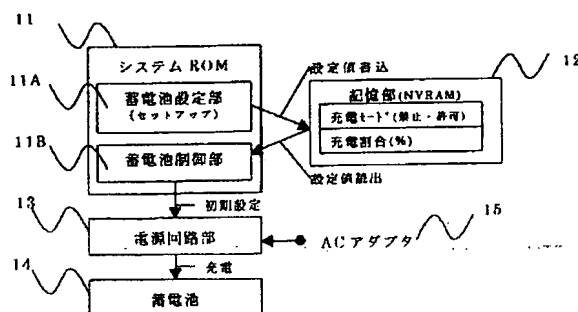 11
システムROM
11A
蓄電池設定部
(セットアップ)
設定値書込
12
記憶部(NVRAM)
充電モード(禁止・許可)
充電割合(%)
11B
蓄電池制御部
設定値読出
初期設定
13
電源回路部
15
ACアダプタ
充電
14
蓄電池